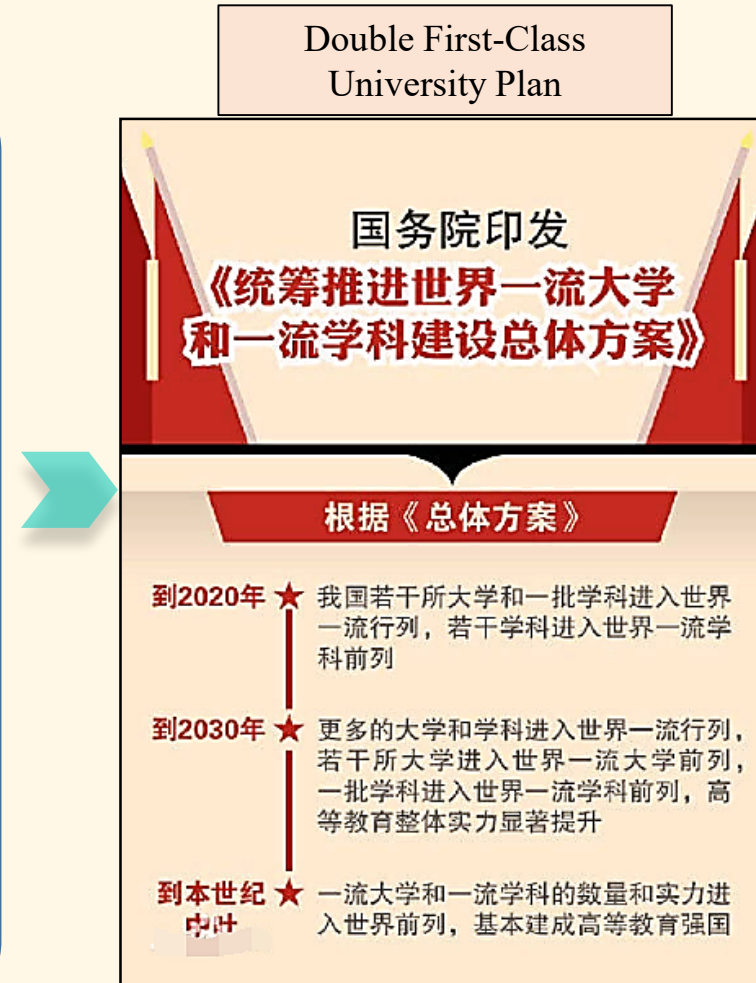 Double First-Class
University Plan
国务院印发
《统筹推进世界一流大学
和一流学科建设总体方案》
根据《总体方案》
到2020年
我国若干所大学和一批学科进入世界
一流行列，若干学科进入世界一流学
科前列
到2030年
更多的大学和学科进入世界一流行列，
若干所大学进入世界一流大学前列，
一批学科进入世界一流学科前列，高
等教育整体实力显著提升
到本世纪
中叶
一流大学和一流学科的数量和实力进
入世界前列，基本建成高等教育强国